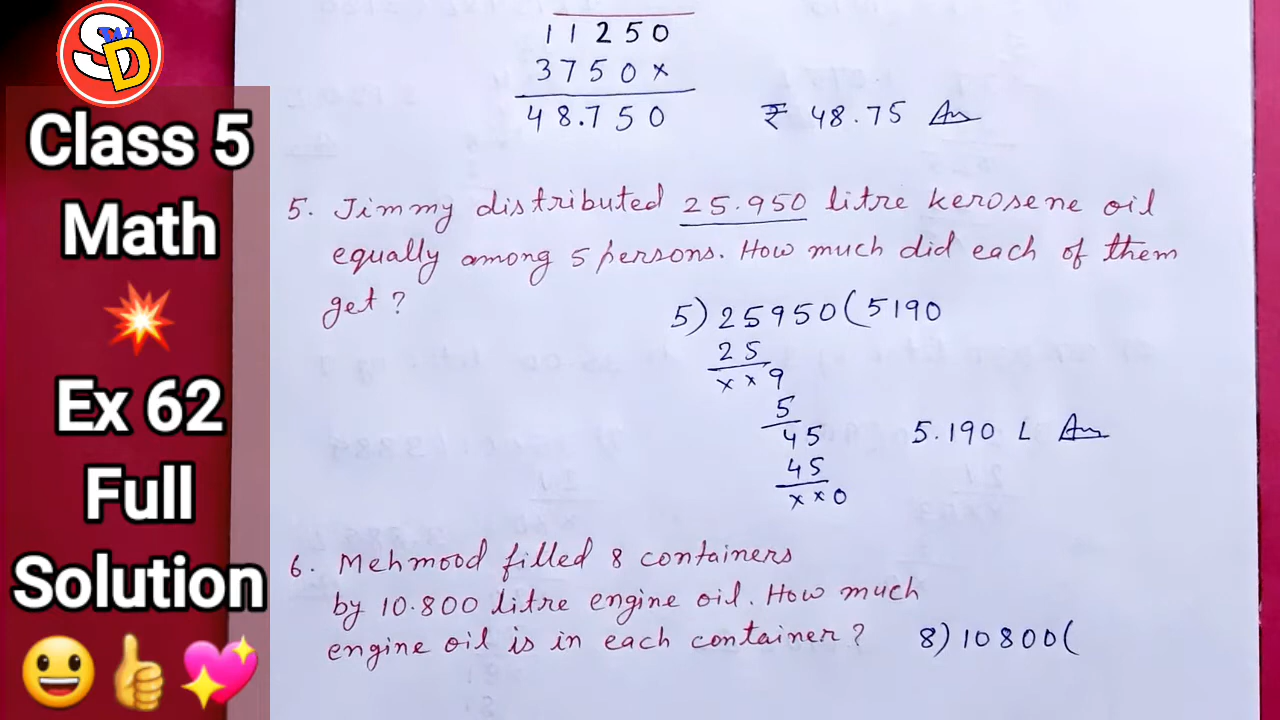 SWD
Class 5
Math
Ex 62
Full
Solution
11250
3750×
48.750
₹ 48.75 Ans
5. Jimmy distributed 25.950 litre kerosene oil
equally among 5 persons. How much did each of them
get?
5)25950(5190
25
××9
5
45
45
××0
5.190 L Ans
6. Mehmood filled 8 containers
by 10.800 litre engine oil. How much
engine oil is in each container?
8)10800(